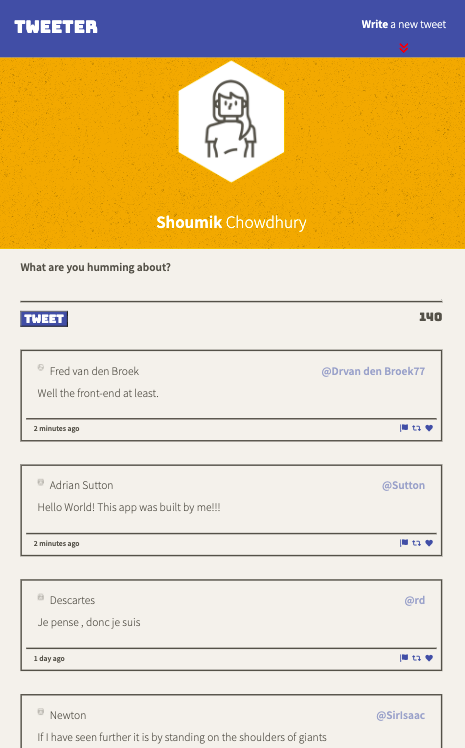 TWEETER
Write a new tweet
Shoumik Chowdhury
What are you humming about?
TWEET
140
Fred van den Broek
@Drvan den Broek77
Well the front-end at least.
2 minutes ago
Adrian Sutton
@Sutton
Hello World! This app was built by me!!!
2 minutes ago
Descartes
@rd
Je pense , donc je suis
1 day ago
Newton
@SirIsaac
If I have seen further it is by standing on the shoulders of giants